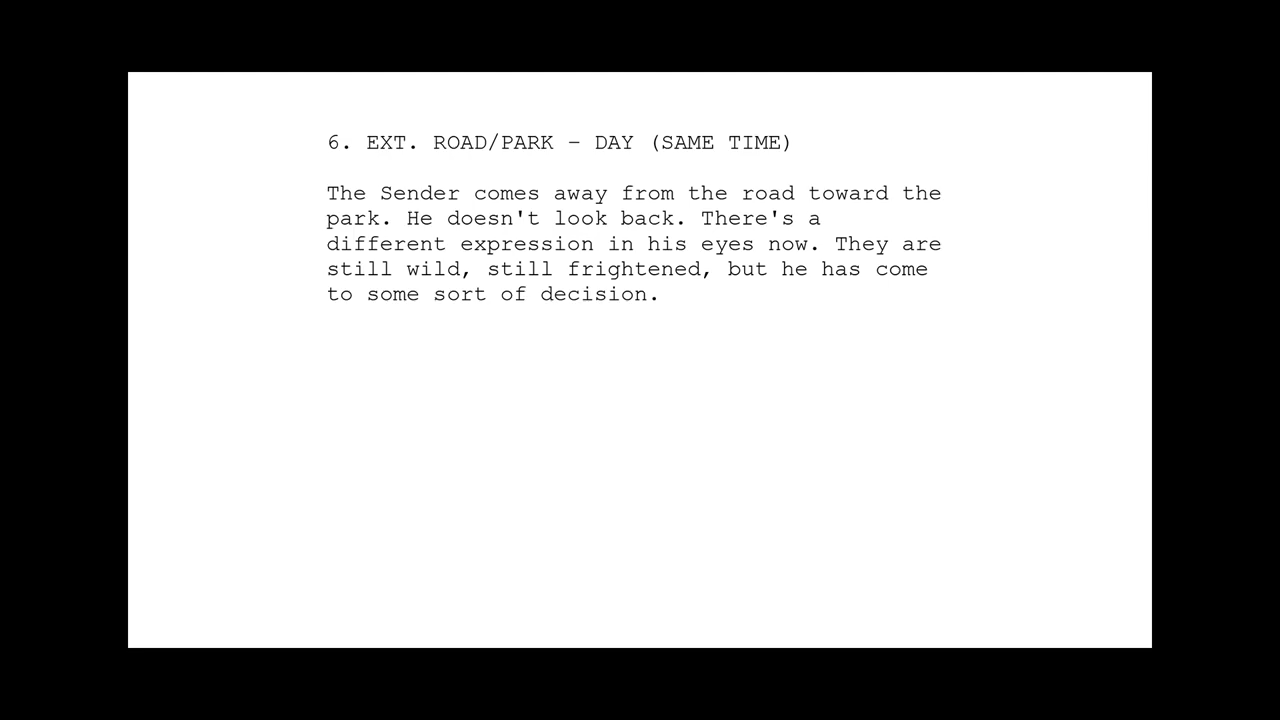 6. EXT. ROAD/PARK – DAY (SAME TIME)
The Sender comes away from the road toward the
park. He doesn't look back. There's a
different expression in his eyes now. They are
still wild, still frightened, but he has come
to some sort of decision.